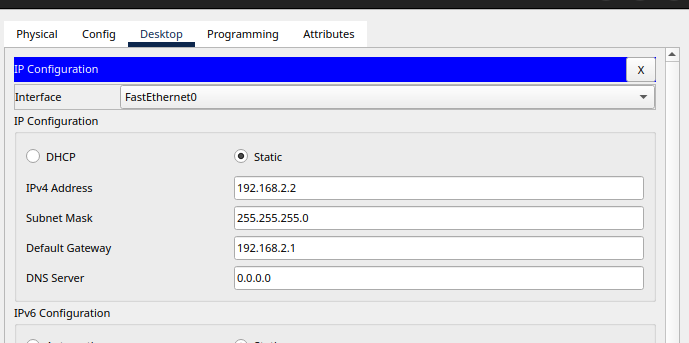 Physical Config Desktop Programming Attributes
IP Configuration X
Interface FastEthernet0
IP Configuration
DHCP Static
IPv4 Address 192.168.2.2
Subnet Mask 255.255.255.0
Default Gateway 192.168.2.1
DNS Server 0.0.0.0
IPv6 Configuration